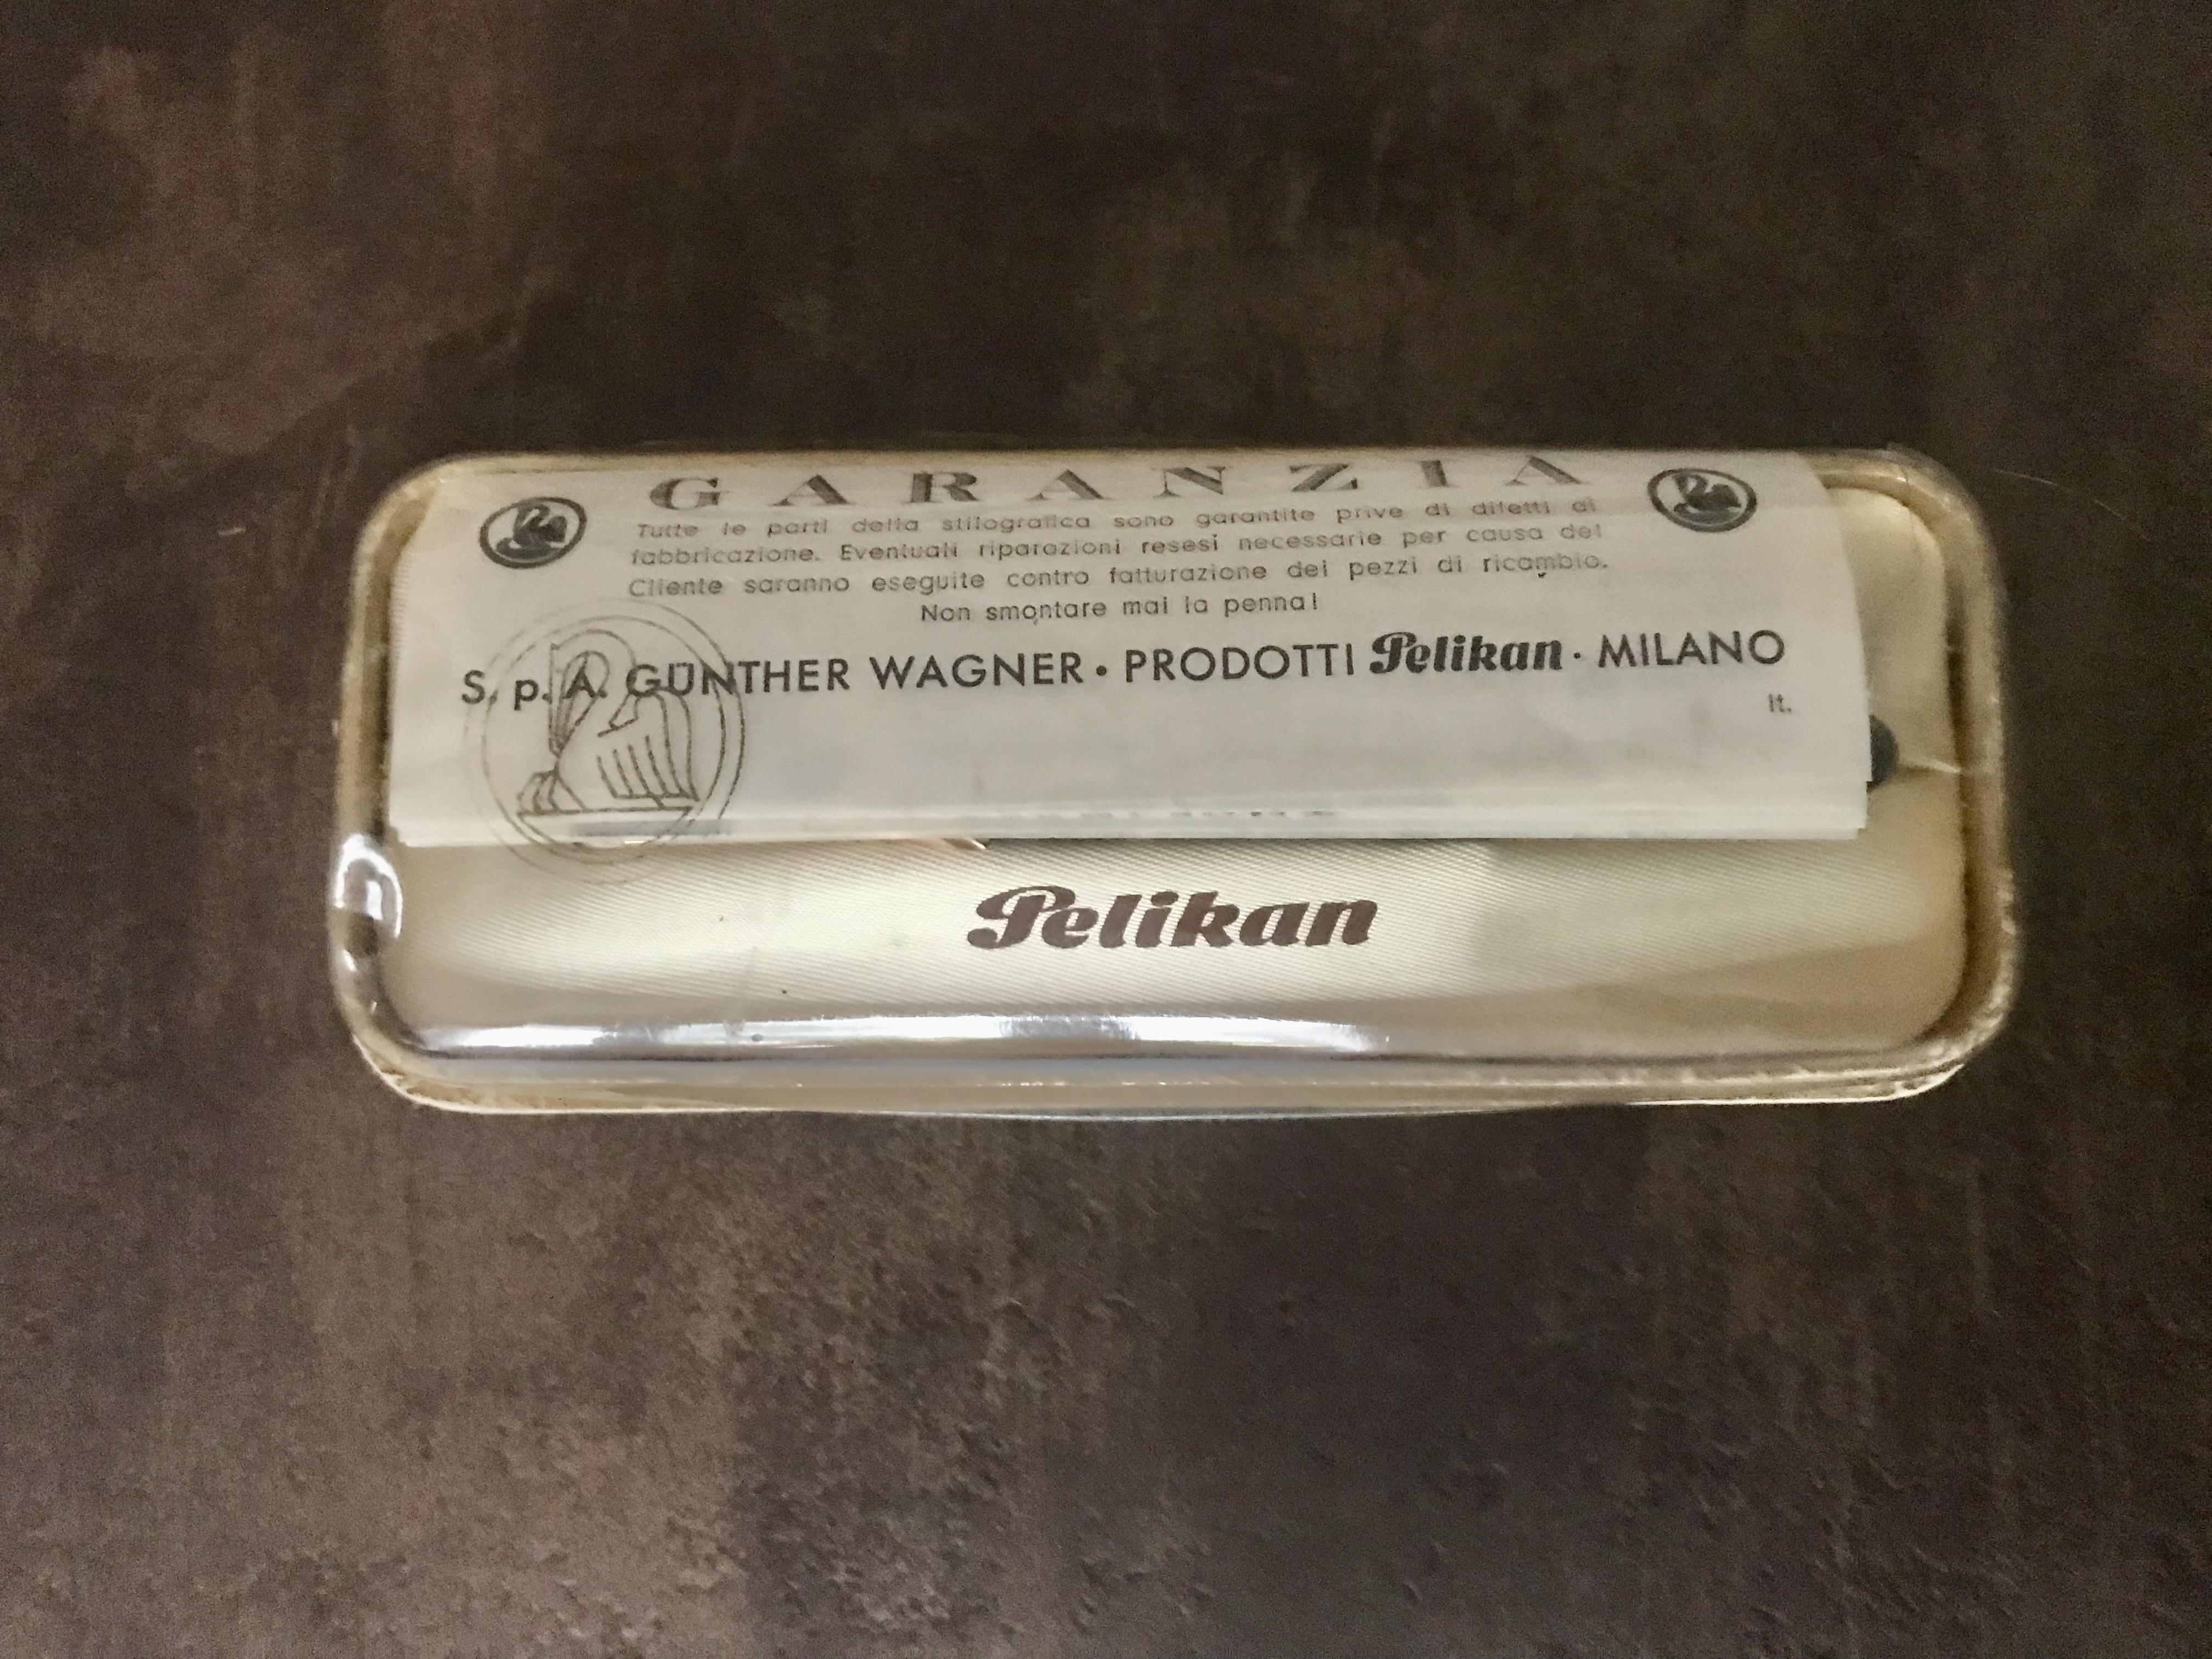 GARANZIA
Tutte le parti della stilografica sono garantite prive di difetti di
fabbricazione. Eventuali riparazioni resesi necessarie per causa del
Cliente saranno eseguite contro fatturazione dei pezzi di ricambio.
Non smontare mai la penna!
S. p. A. GÜNTHER WAGNER • PRODOTTI Pelikan · MILANO
It.
Pelikan